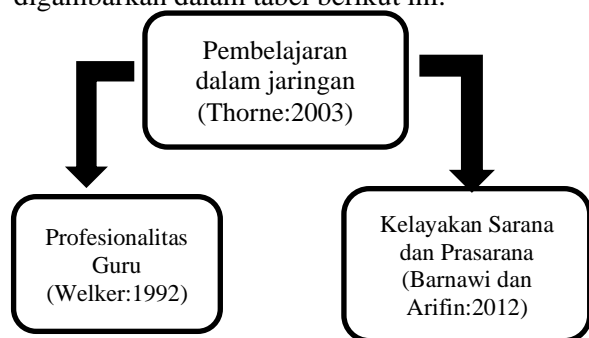 digambarkan dalam tabel berikut ini.
Pembelajaran
dalam jaringan
(Thorne:2003)
Profesionalitas
Guru
(Welker:1992)
Kelayakan Sarana
dan Prasarana
(Barnawi dan
Arifin:2012)